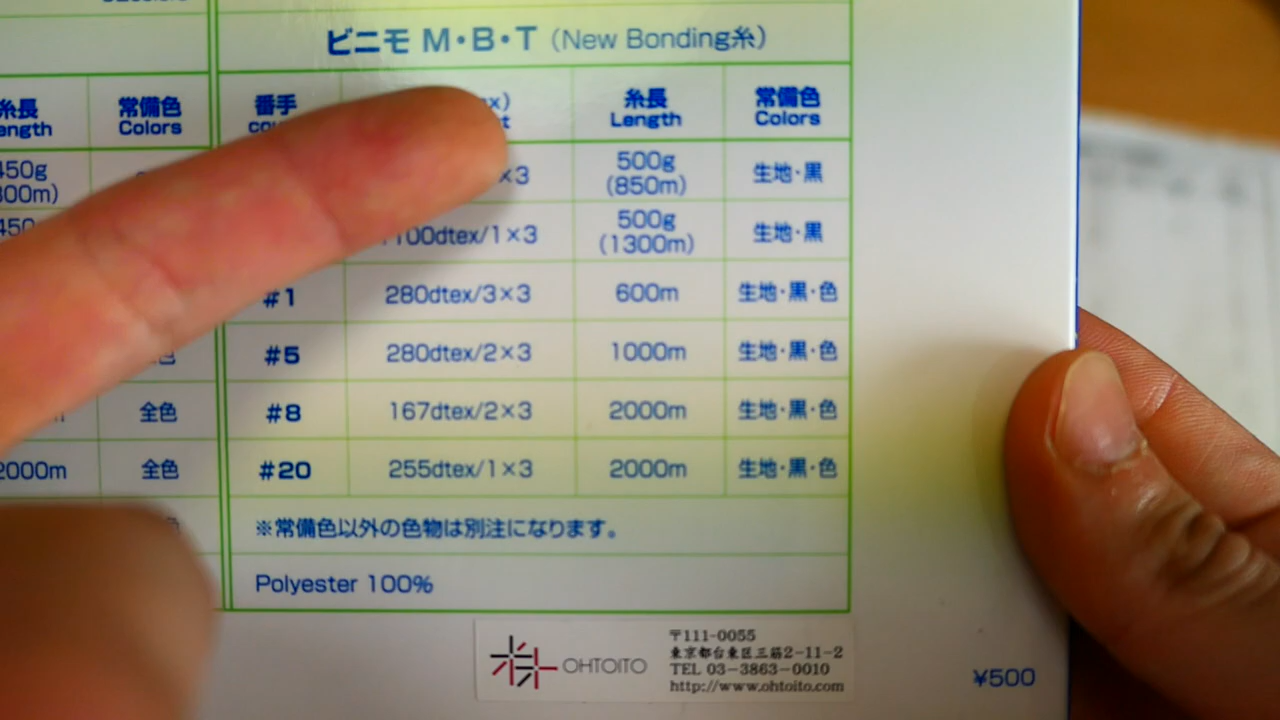 ビニモ M・B・T (New Bonding糸)
糸長 常備色 番手 糸長 常備色
Colors Length Colors
×3 500g 生地・黒
(850m)
100dtex/1×3 500g 生地・黒
(1300m)
#1 280dtex/3×3 600m 生地・黒・色
#5 280dtex/2×3 1000m 生地・黒・色
全色 #8 167dtex/2×3 2000m 生地・黒・色
2000m 全色 #20 255dtex/1×3 2000m 生地・黒・色
※常備色以外の色物は別注になります。
Polyester 100%
OHTOITO
〒111-0055
東京都台東区三筋2-11-2
TEL 03-3863-0010
http://www.ohtoito.com
¥500